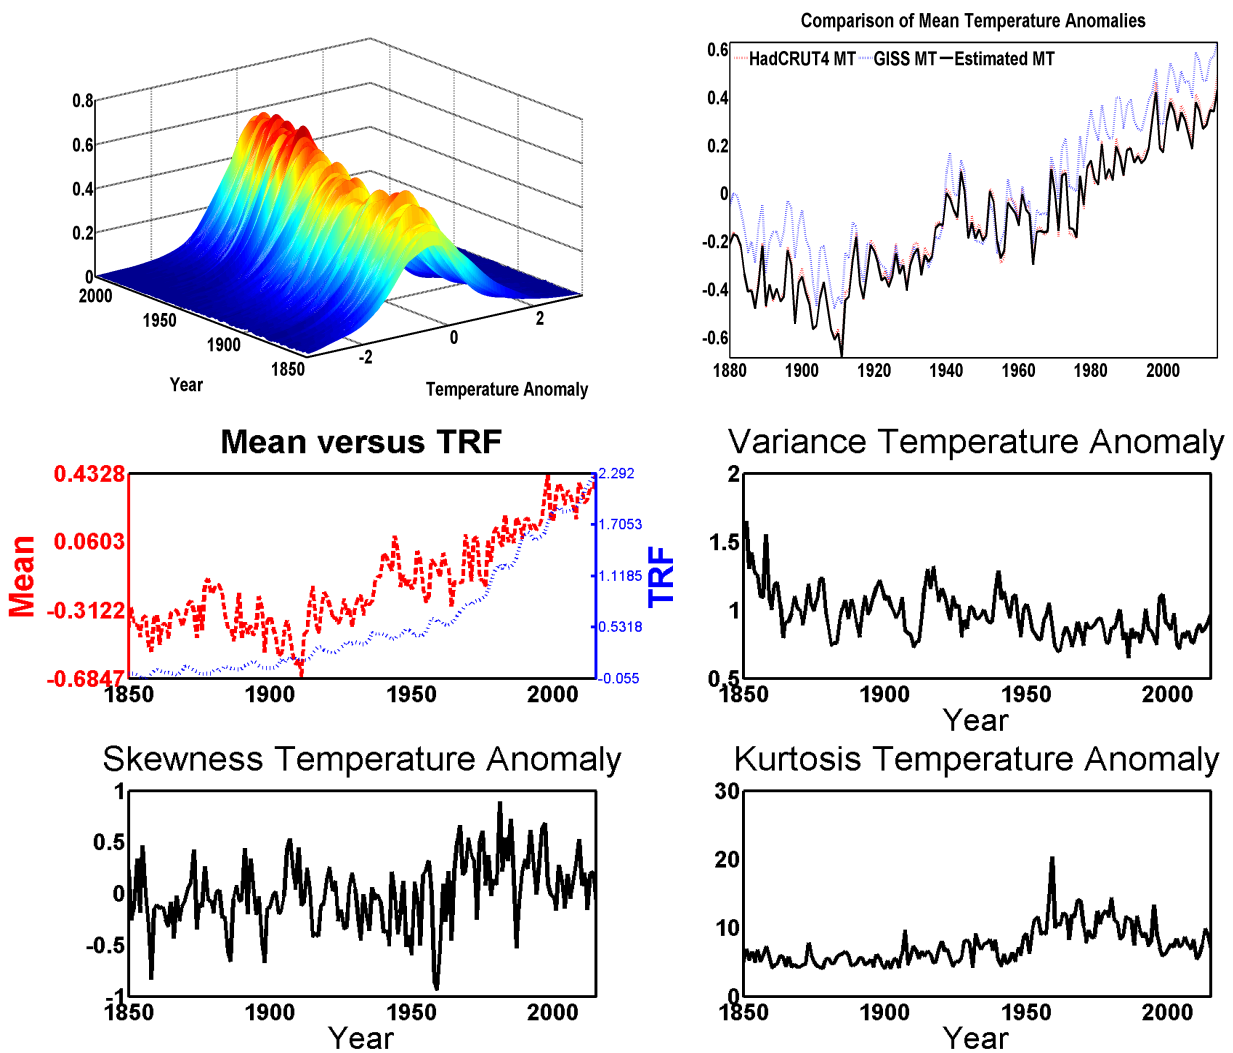 0.8
0.6
0.4
0.2
0
2000
1950
1900
1850
-2
0
2
Year
Temperature Anomaly
Comparison of Mean Temperature Anomalies
HadCRUT4 MT GISS MT Estimated MT
0.6
0.4
0.2
0
-0.2
-0.4
-0.6
1880 1900 1920 1940 1960 1980 2000
Mean versus TRF
Mean
0.4328
0.0603
-0.3122
-0.6847
1850 1900 1950 2000
2.292
1.7053
1.1185
0.5318
-0.055
TRF
Variance Temperature Anomaly
2
1.5
1
0.5
1850 1900 1950 2000
Year
Skewness Temperature Anomaly
1
0.5
0
-0.5
-1
1850 1900 1950 2000
Year
Kurtosis Temperature Anomaly
30
20
10
0
1850 1900 1950 2000
Year